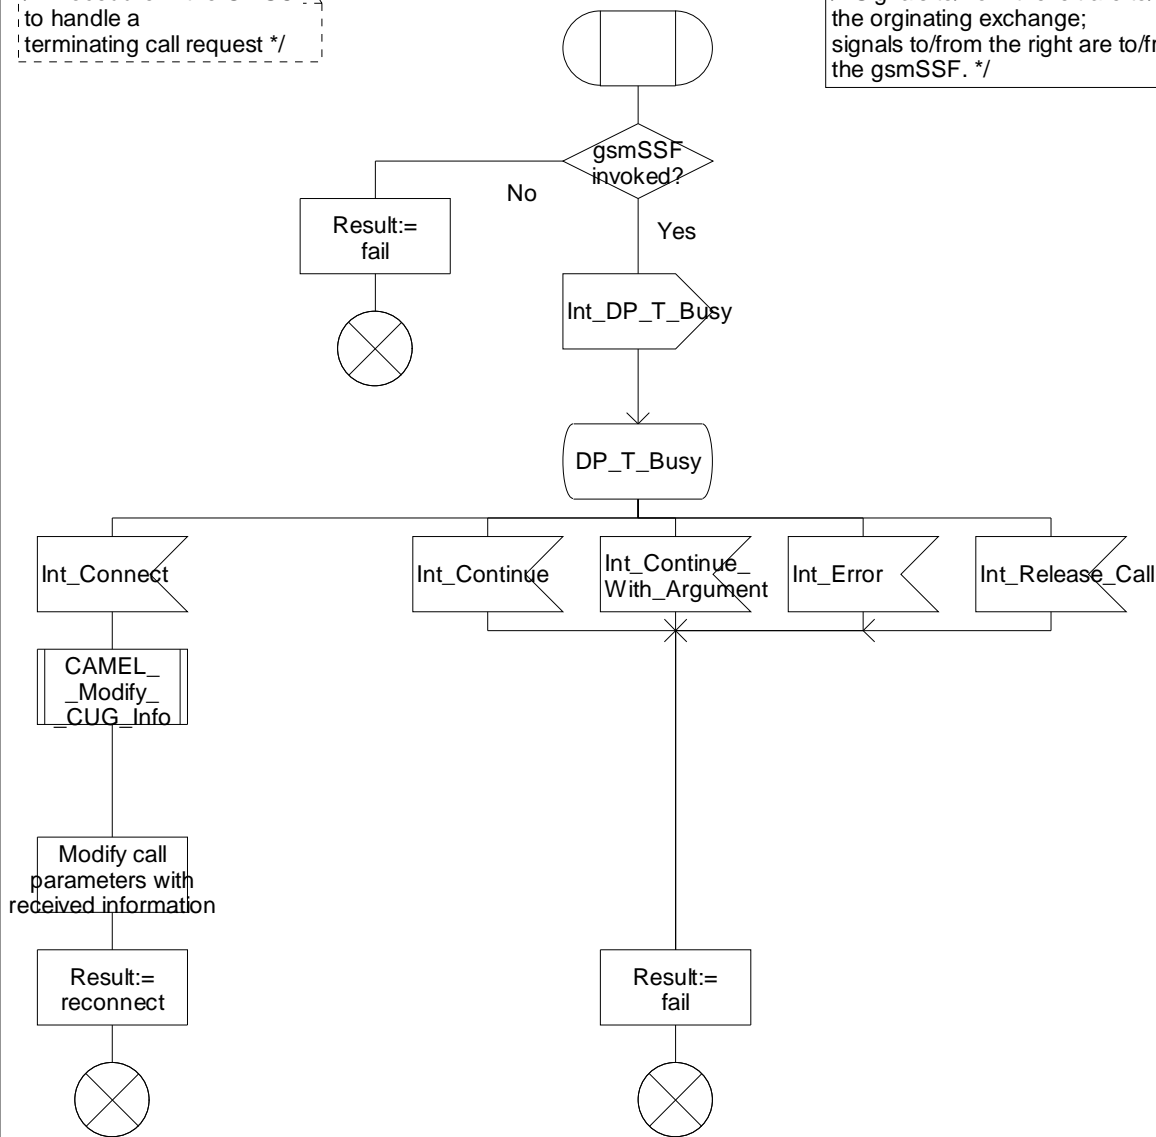 to handle a
terminating call request */
the orginating exchange;
signals to/from the right are to/fr
the gsmSSF. */
gsmSSF
invoked?
No
Yes
Result:=
fail
Int_DP_T_Busy
DP_T_Busy
Int_Connect
Int_Continue
Int_Continue_
With_Argument
Int_Error
Int_Release_Call
CAMEL_
_Modify_
_CUG_Info
Modify call
parameters with
received information
Result:=
reconnect
Result:=
fail